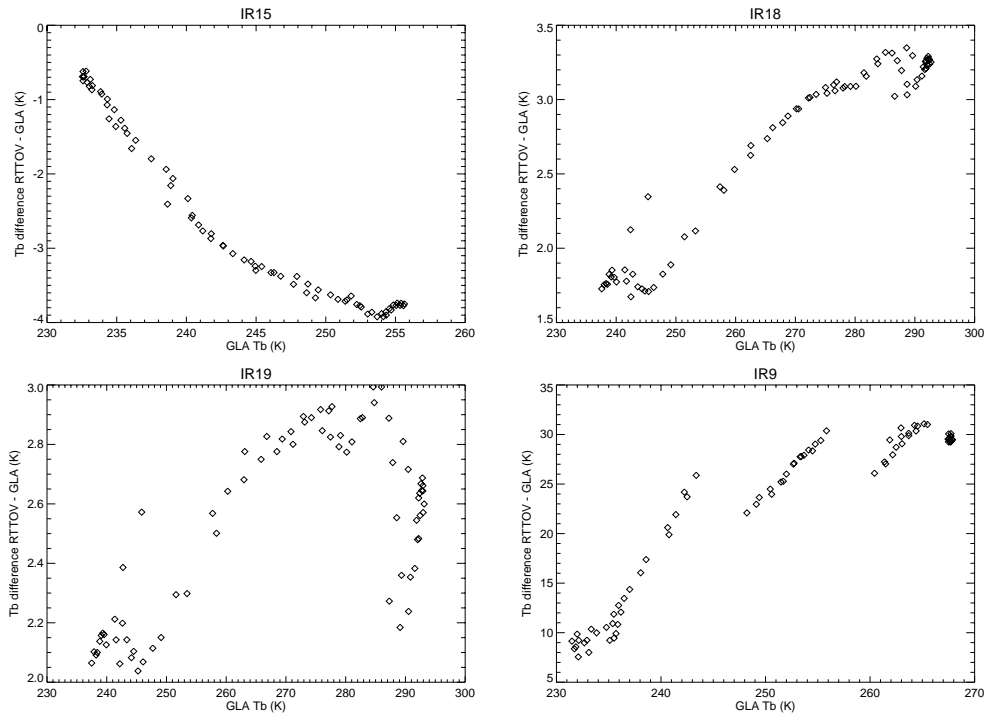 IR15
Tb difference RTTOV - GLA (K)
0
-1
-2
-3
-4
230 235 240 245 250 255 260
GLA Tb (K)
IR18
Tb difference RTTOV - GLA (K)
3.5
3.0
2.5
2.0
1.5
230 240 250 260 270 280 290 300
GLA Tb (K)
IR19
Tb difference RTTOV - GLA (K)
3.0
2.8
2.6
2.4
2.2
2.0
230 240 250 260 270 280 290 300
GLA Tb (K)
IR9
Tb difference RTTOV - GLA (K)
35
30
25
20
15
10
5
230 240 250 260 270
GLA Tb (K)